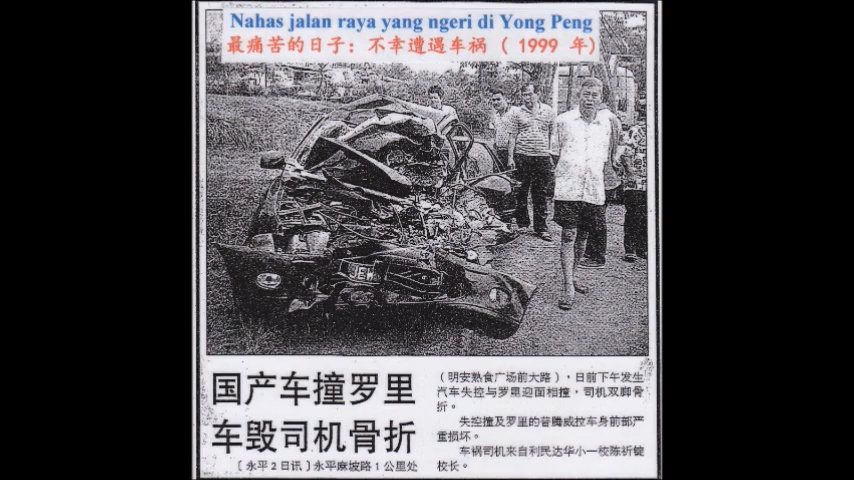 Nahas jalan raya yang ngeri di Yong Peng
最痛苦的日子: 不幸遭遇车祸 ( 1999 年)
JEW
国产车撞罗里
车毁司机骨折
〔永平2日讯〕永平麻坡路1公里处
（明安熟食广场前大路），日前下午发生
汽车失控与罗里迎面相撞，司机双脚骨
折。
失控撞及罗里的普腾威拉车身前部严
重损坏。
车祸司机来自利民达华小一校陈祈锭
校长。